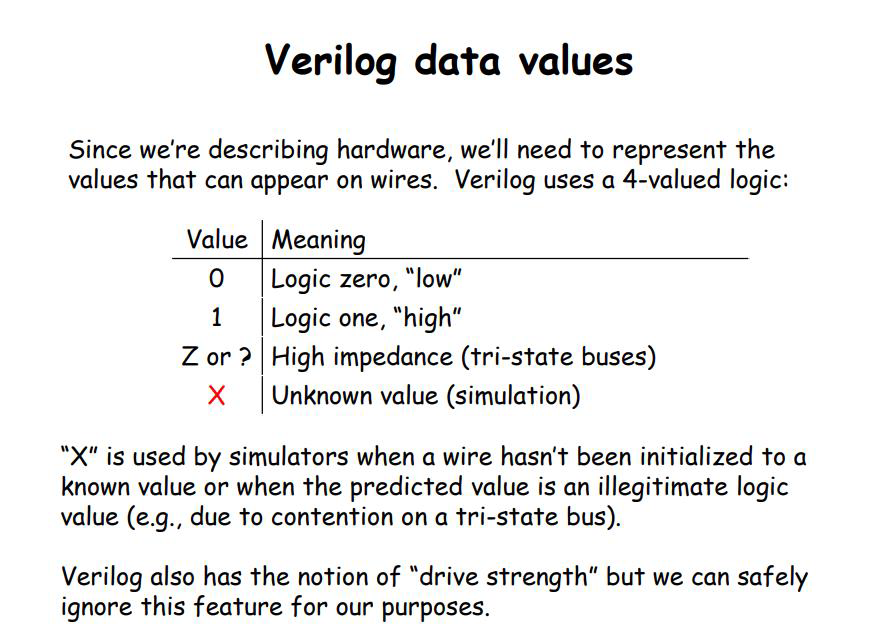 Verilog data values
Since we're describing hardware, we'll need to represent the
values that can appear on wires. Verilog uses a 4-valued logic:
Value Meaning
0 Logic zero, “low”
1 Logic one, “high”
Z or ? High impedance (tri-state buses)
X Unknown value (simulation)
“X” is used by simulators when a wire hasn't been initialized to a
known value or when the predicted value is an illegitimate logic
value (e.g., due to contention on a tri-state bus).
Verilog also has the notion of “drive strength” but we can safely
ignore this feature for our purposes.